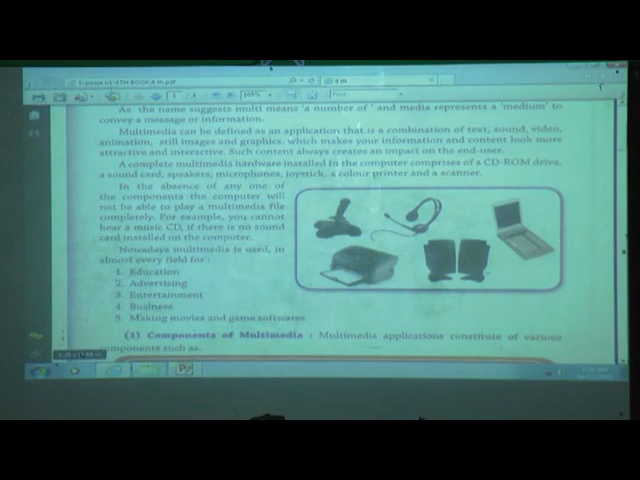 As the name suggests multi means 'a number of ' and media represents a 'medium' to
convey a message or information.
Multimedia can be defined as an application that is a combination of text, sound, video,
animation, still images and graphics, which makes your information and content look more
attractive and interactive. Such content always creates an impact on the end-user.
A complete multimedia hardware installed in the computer comprises of a CD-ROM drive,
a sound card, speakers, microphones, joystick, a colour printer and a scanner.
In the absence of any one of
the components the computer will
not be able to play a multimedia file
completely. For example, you cannot
hear a music CD, if there is no sound
card installed on the computer.
Nowadays multimedia is used, in
almost every field for :
1. Education
2. Advertising
3. Entertainment
4. Business
5. Making movies and game softwares
(1) Components of Multimedia : Multimedia applications constitute of various
components such as.